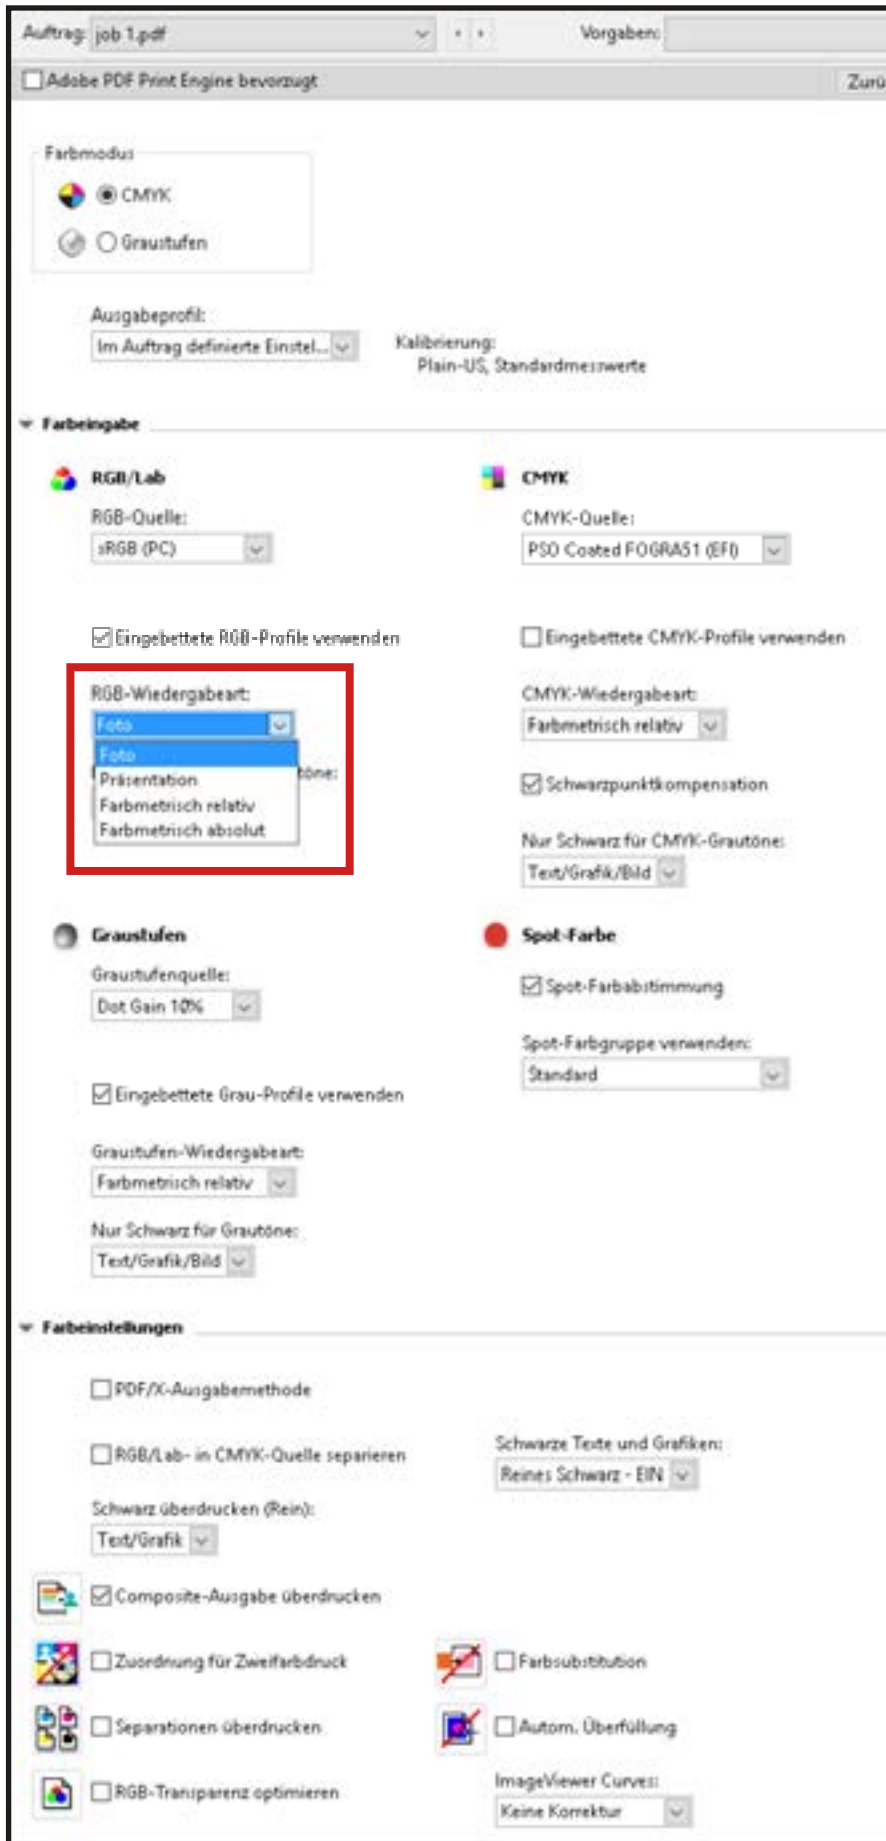 Auftrag: job 1.pdf Vorgaben:
Adobe PDF Print Engine bevorzugt Zurü
Farbmodus
CMYK
Graustufen
Ausgabeprofil:
Im Auftrag definierte Einstel...
Kalibrierung:
Plain-US, Standardmesswerte
Farbeingabe
RGB/Lab
RGB-Quelle:
sRGB (PC)
Eingebettete RGB-Profile verwenden
RGB-Wiedergabeart:
Foto
Foto
Präsentation
töne:
Farbmetrisch relativ
Farbmetrisch absolut
CMYK
CMYK-Quelle:
PSO Coated FOGRA51 (EFI)
Eingebettete CMYK-Profile verwenden
CMYK-Wiedergabeart:
Farbmetrisch relativ
Schwarzpunktkompensation
Nur Schwarz für CMYK-Grautöne:
Text/Grafik/Bild
Graustufen
Graustufenquelle:
Dot Gain 10%
Eingebettete Grau-Profile verwenden
Graustufen-Wiedergabeart:
Farbmetrisch relativ
Nur Schwarz für Grautöne:
Text/Grafik/Bild
Spot-Farbe
Spot-Farbabstimmung
Spot-Farbgruppe verwenden:
Standard
Farbeinstellungen
PDF/X-Ausgabemethode
RGB/Lab- in CMYK-Quelle separieren
Schwarze Texte und Grafiken:
Reines Schwarz - EIN
Schwarz überdrucken (Rein):
Text/Grafik
Composite-Ausgabe überdrucken
Zuordnung für Zweifarbdruck
Farbsubstitution
Separationen überdrucken
Autom. Überfüllung
RGB-Transparenz optimieren
ImageViewer Curves:
Keine Korrektur